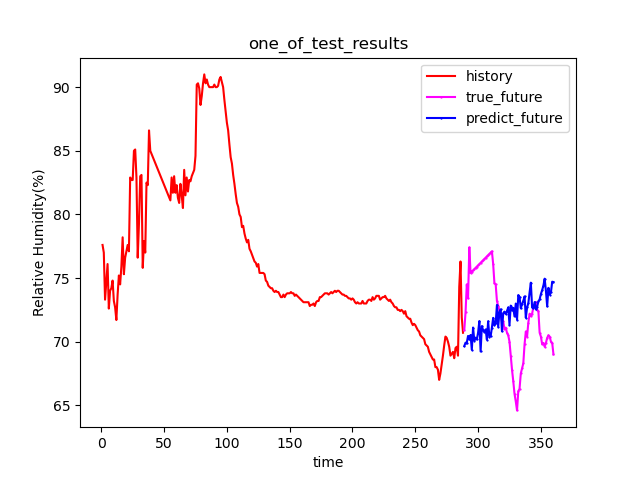 one_of_test_results
history
true_future
predict_future
90
85
80
75
70
65
Relative Humidity(%)
0
50
100
150
200
250
300
350
time